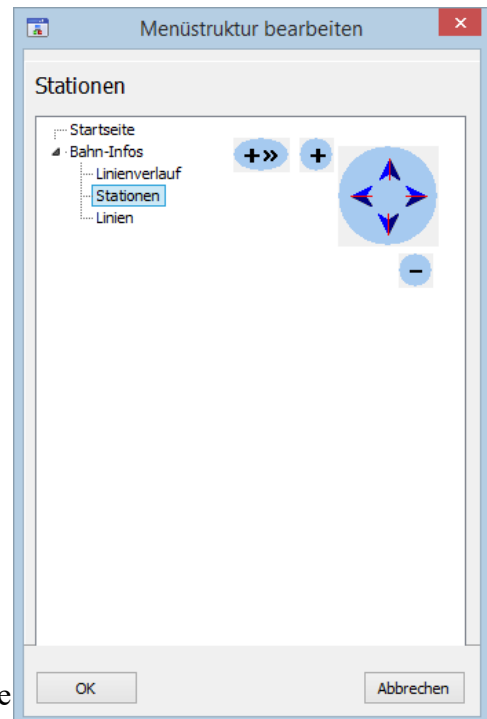 Menüstruktur bearbeiten
Stationen
Startseite
Bahn-Infos
Linienverlauf
Stationen
Linien
+» +
-
e
OK Abbrechen